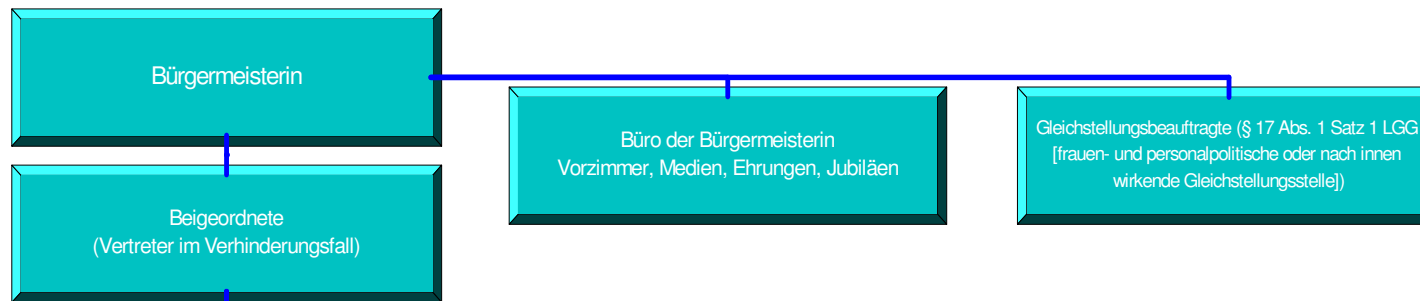 Bürgermeisterin
Büro der Bürgermeisterin
Vorzimmer, Medien, Ehrungen, Jubiläen
Gleichstellungsbeauftragte (§ 17 Abs. 1 Satz 1 LGG
[frauen- und personalpolitische oder nach innen
wirkende Gleichstellungsstelle])
Beigeordnete
(Vertreter im Verhinderungsfall)